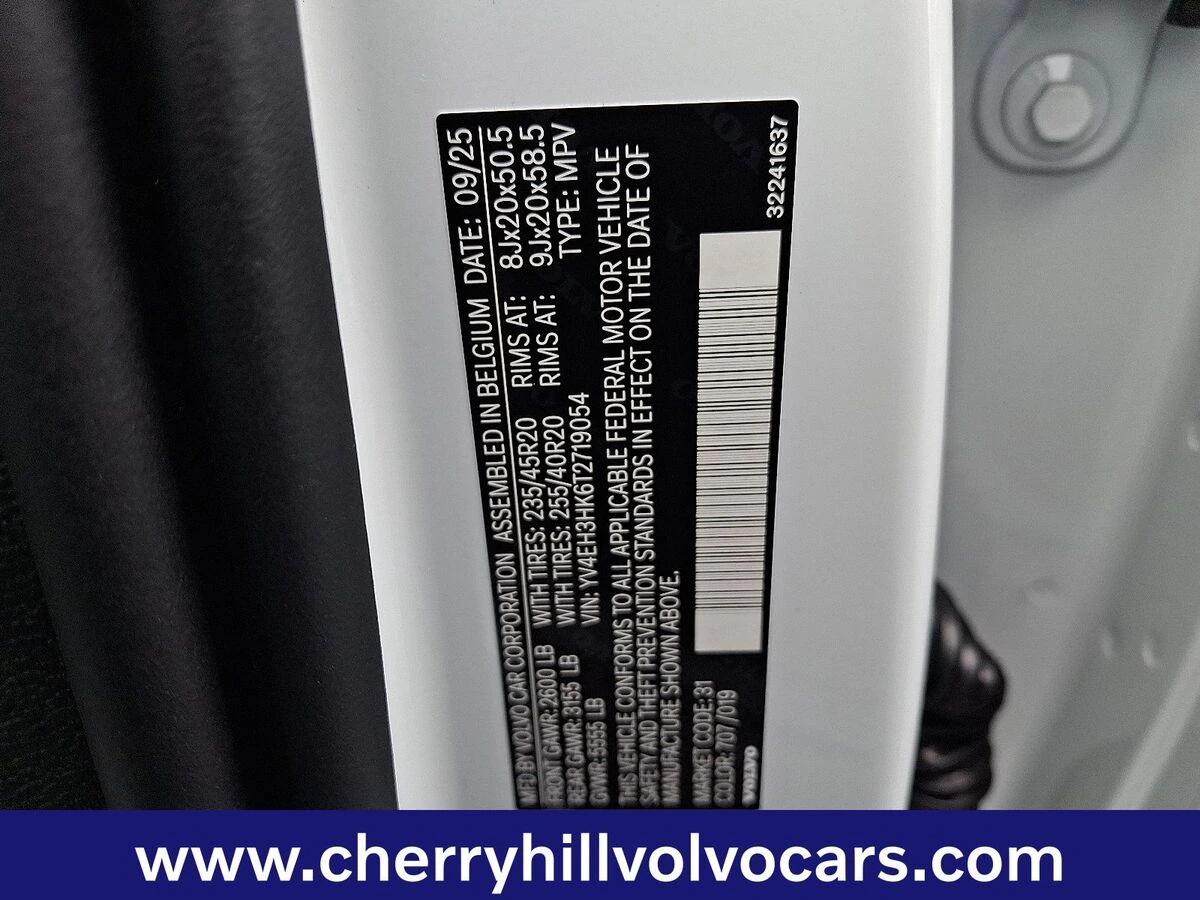 MFD BY VOLVO CAR CORPORATION ASSEMBLED IN BELGIUM DATE: 09/25
FRONT GAWR: 2600 LB WITH TIRES: 235/45R20 RIMS AT: 8Jx20x50.5
REAR GAWR: 3155 LB WITH TIRES: 255/40R20 RIMS AT: 9Jx20x58.5
GVWR: 5555 LB VIN: YV4EH3HK6T2719054 TYPE: MPV
THIS VEHICLE CONFORMS TO ALL APPLICABLE FEDERAL MOTOR VEHICLE
SAFETY AND THEFT PREVENTION STANDARDS IN EFFECT ON THE DATE OF
MANUFACTURE SHOWN ABOVE.
MARKET CODE: 31
COLOR: 707/019
VOLVO
32241637
www.cherryhillvolvocars.com